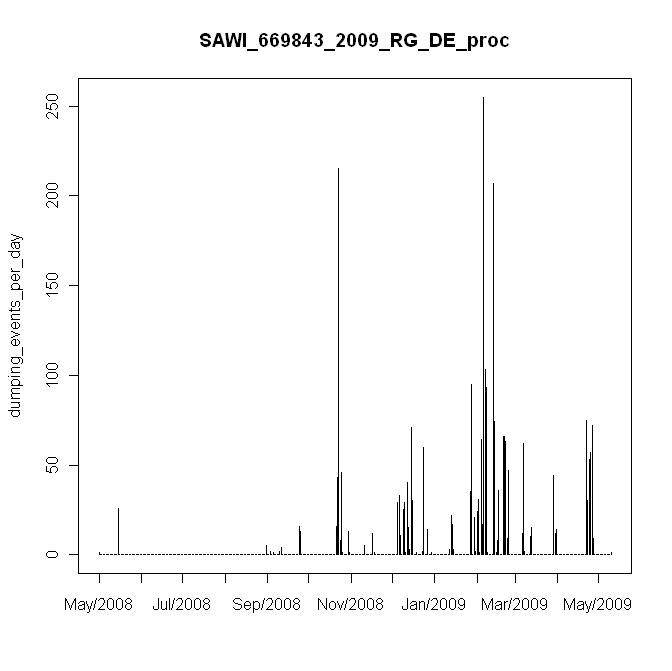 SAWI_669843_2009_RG_DE_proc
250
200
150
100
50
0
dumping_events_per_day
May/2008 Jul/2008 Sep/2008 Nov/2008 Jan/2009 Mar/2009 May/2009